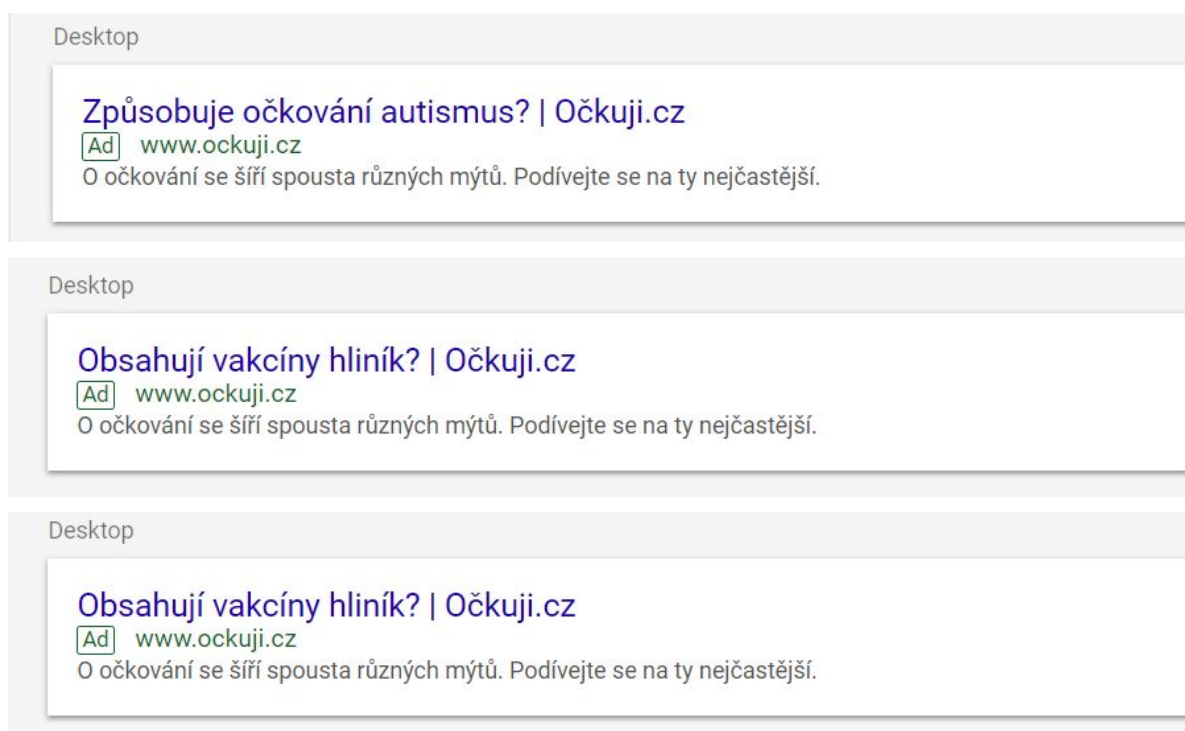 Desktop
Způsobuje očkování autismus? | Očkuji.cz
Ad www.ockuji.cz
O očkování se šíří spousta různých mýtů. Podívejte se na ty nejčastější.
Desktop
Obsahují vakcíny hliník? | Očkuji.cz
Ad www.ockuji.cz
O očkování se šíří spousta různých mýtů. Podívejte se na ty nejčastější.
Desktop
Obsahují vakcíny hliník? | Očkuji.cz
Ad www.ockuji.cz
O očkování se šíří spousta různých mýtů. Podívejte se na ty nejčastější.